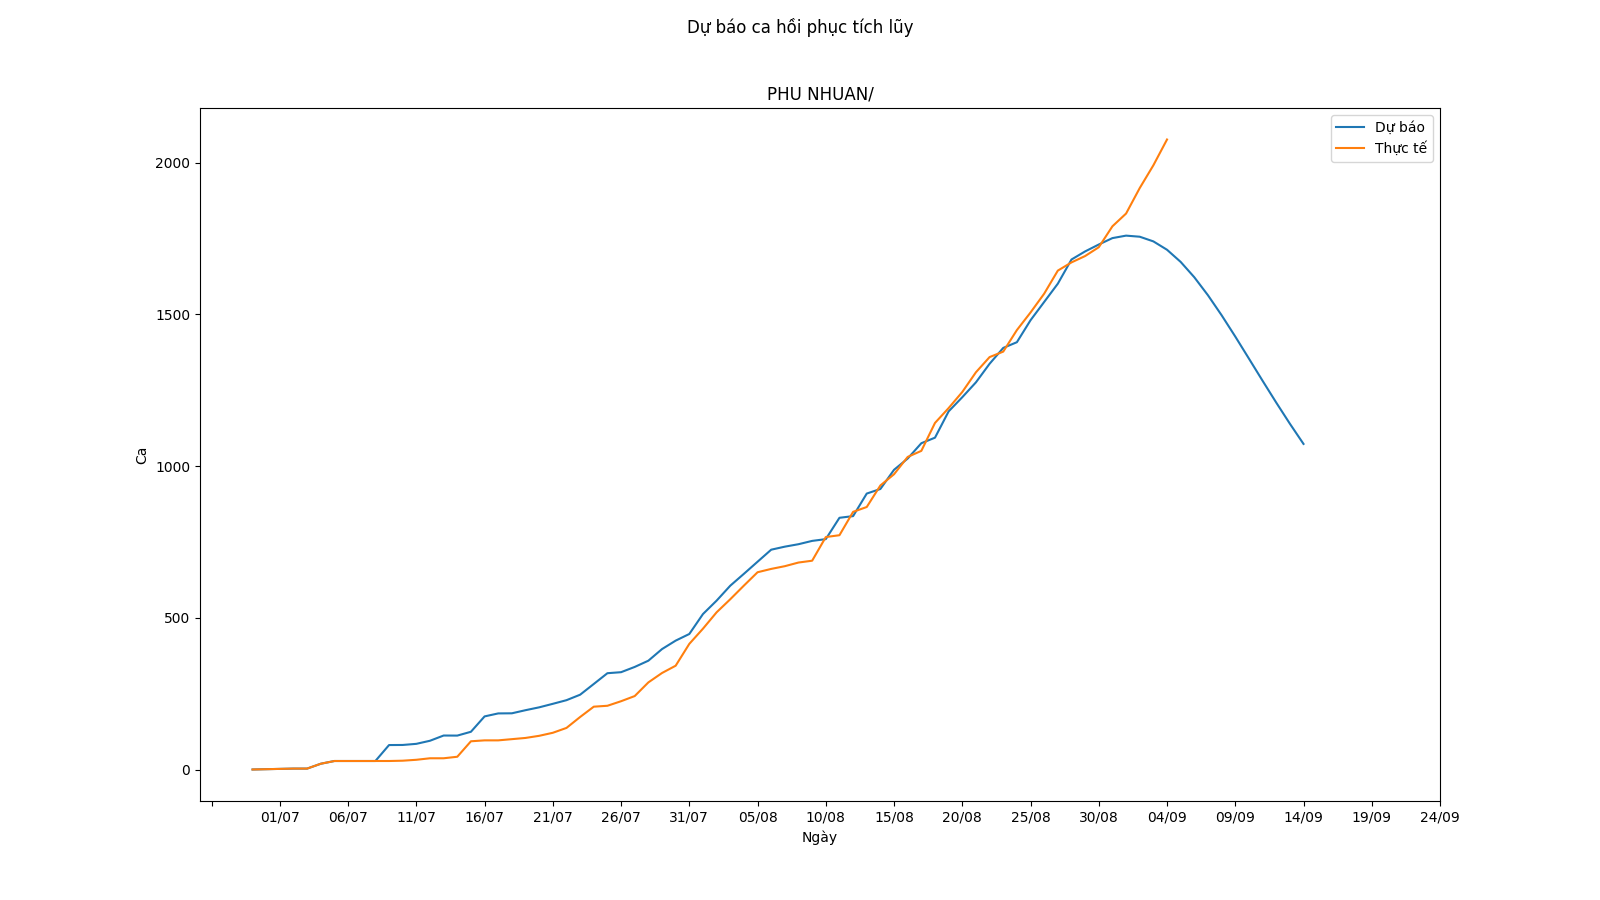 Dự báo ca hồi phục tích lũy
PHU NHUAN/
Dự báo
Thực tế
2000
1500
1000
500
0
Ca
01/07 06/07 11/07 16/07 21/07 26/07 31/07 05/08 10/08 15/08 20/08 25/08 30/08 04/09 09/09 14/09 19/09 24/09
Ngày